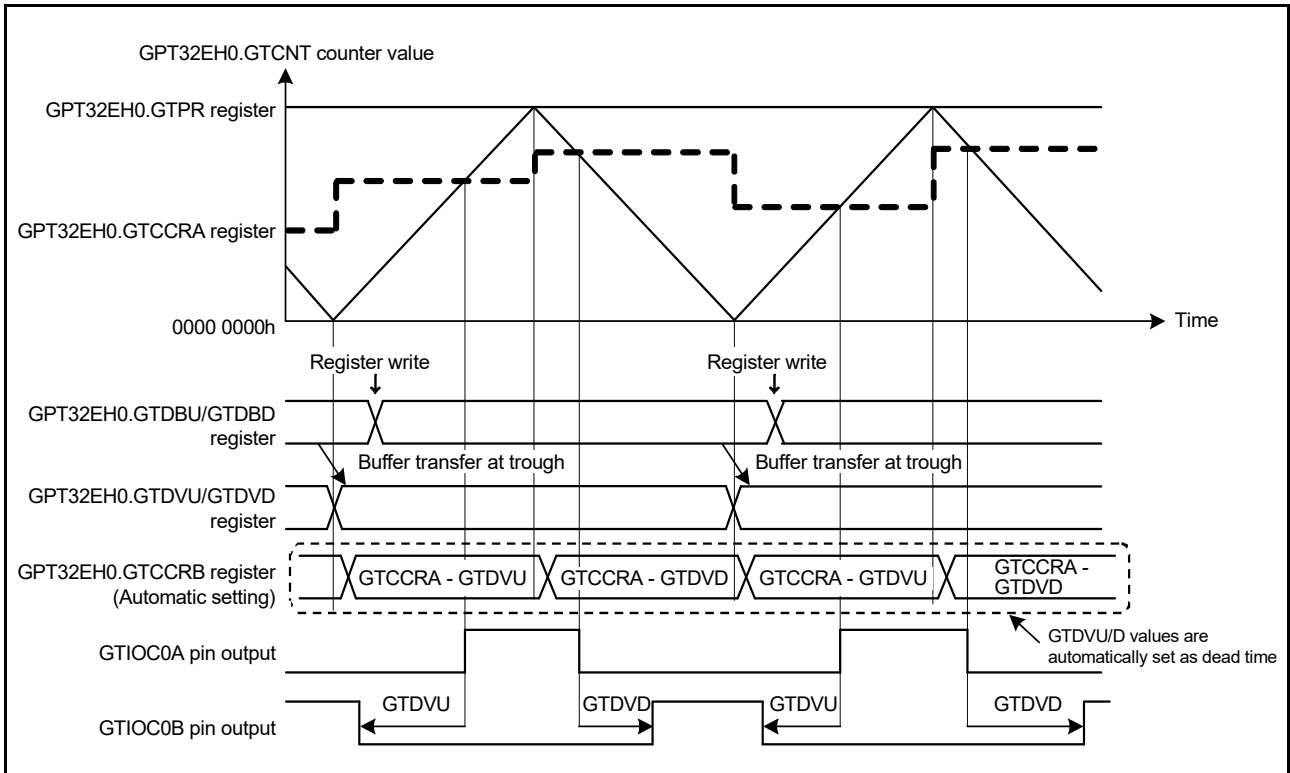 GPT32EH0.GTCNT counter value
GPT32EH0.GTPR register
GPT32EH0.GTCCRA register
0000 0000h
Time
Register write
Register write
GPT32EH0.GTDBU/GTDBD
register
Buffer transfer at trough
Buffer transfer at trough
GPT32EH0.GTDVU/GTDVD
register
GPT32EH0.GTCCRB register
(Automatic setting)
GTCCRA - GTDVU
GTCCRA - GTDVD
GTCCRA - GTDVU
GTCCRA -
GTDVD
GTDVU/D values are
automatically set as dead time
GTIOC0A pin output
GTDVU
GTDVD
GTDVU
GTDVD
GTIOC0B pin output